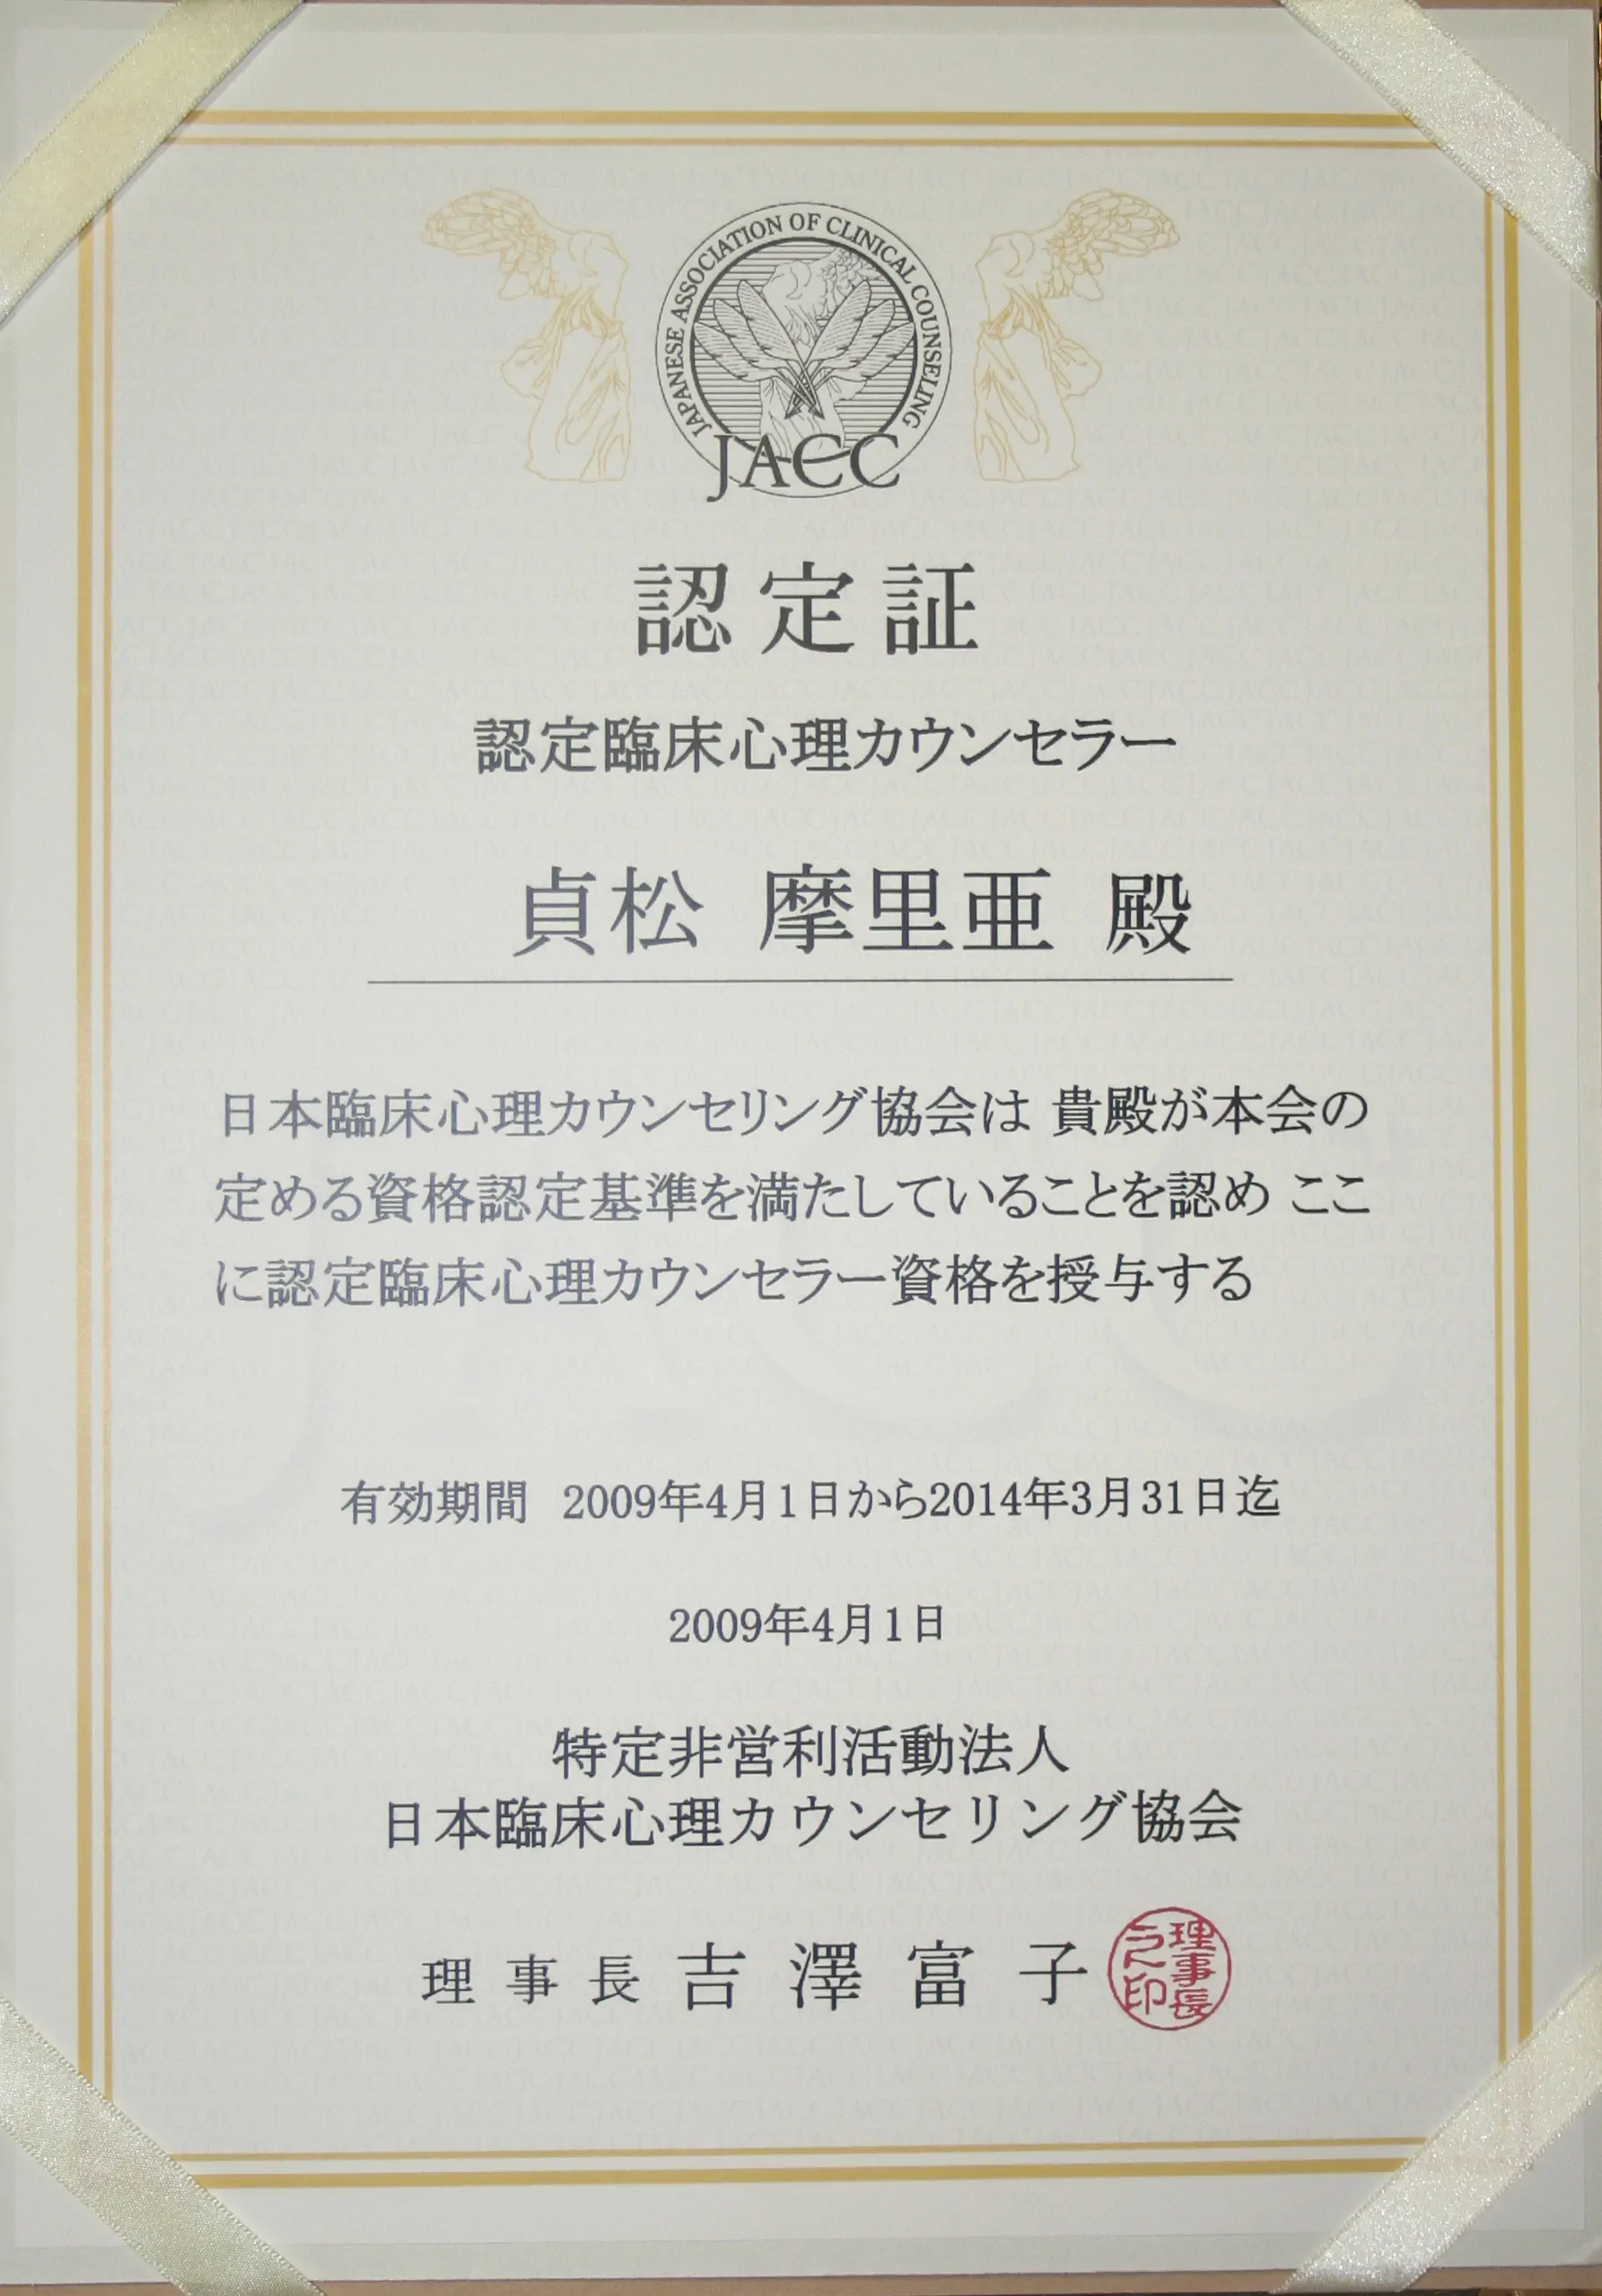 JAPANESE ASSOCIATION OF CLINICAL COUNSELING
JACC
認定証
認定臨床心理カウンセラー
貞松 摩里亜 殿
日本臨床心理カウンセリング協会は 貴殿が本会の
定める資格認定基準を満たしていることを認め ここ
に認定臨床心理カウンセラー資格を授与する
有効期間 2009年4月1日から2014年3月31日迄
2009年4月1日
特定非営利活動法人
日本臨床心理カウンセリング協会
理事長 吉澤富子
理事長之印